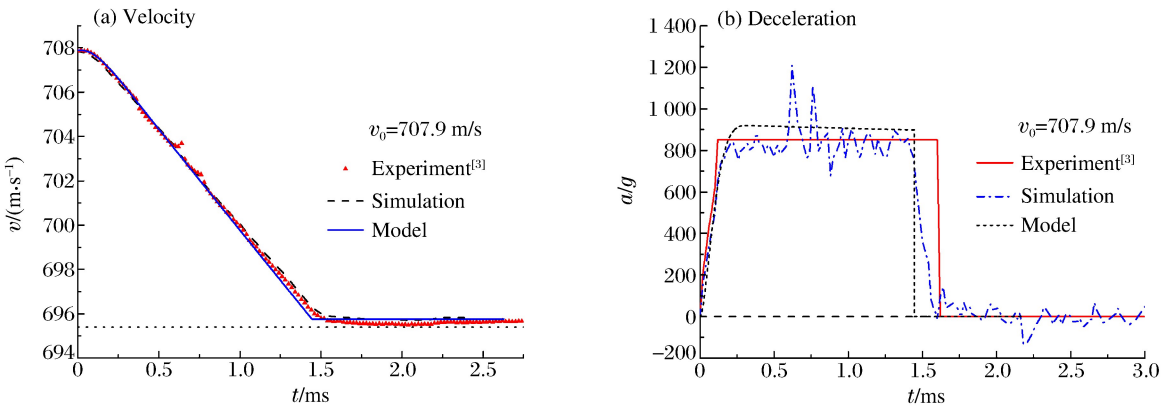 (a) Velocity
708
706
704
702
700
698
696
694
v/(m·s⁻¹)
v₀=707.9 m/s
Experiment[3]
Simulation
Model
0
0.5
1.0
1.5
2.0
2.5
t/ms
(b) Deceleration
1 400
1 200
1 000
800
600
400
200
0
−200
a/g
v₀=707.9 m/s
Experiment[3]
Simulation
Model
0
0.5
1.0
1.5
2.0
2.5
3.0
t/ms